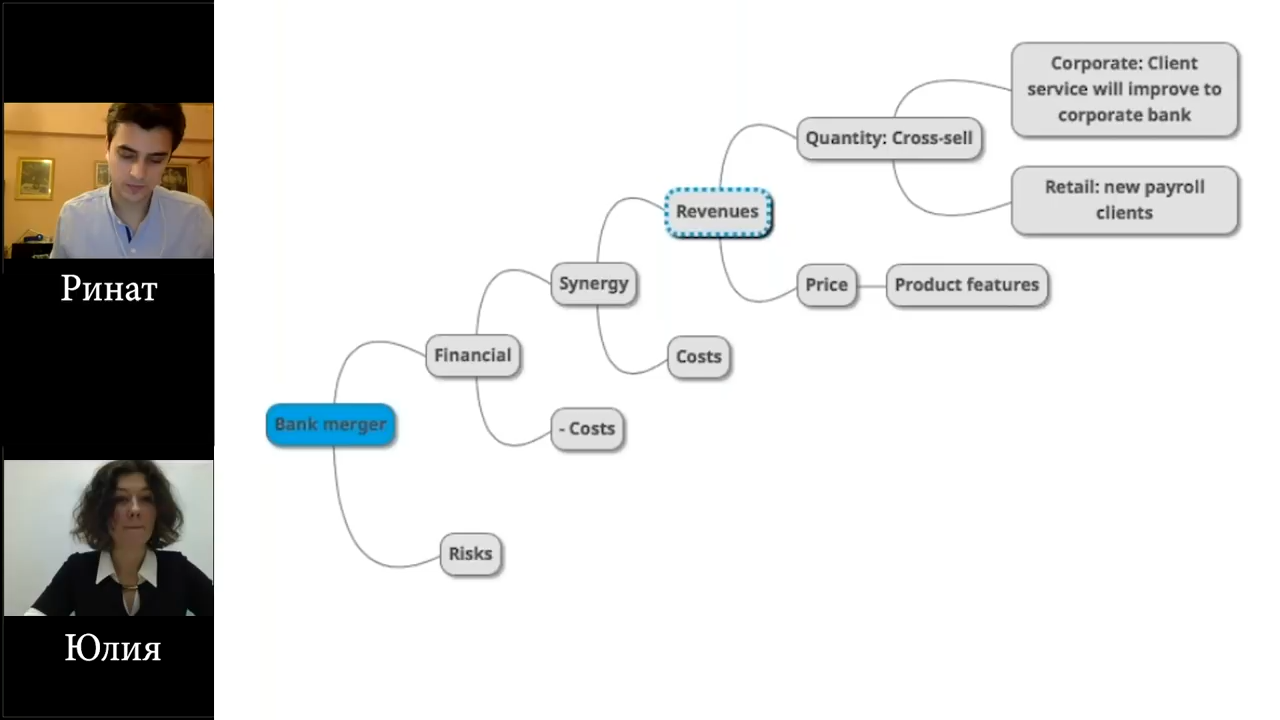 Ринат
Юлия
Corporate: Client
service will improve to
corporate bank
Quantity: Cross-sell
Retail: new payroll
clients
Revenues
Price
Product features
Synergy
Costs
Financial
- Costs
Bank merger
Risks